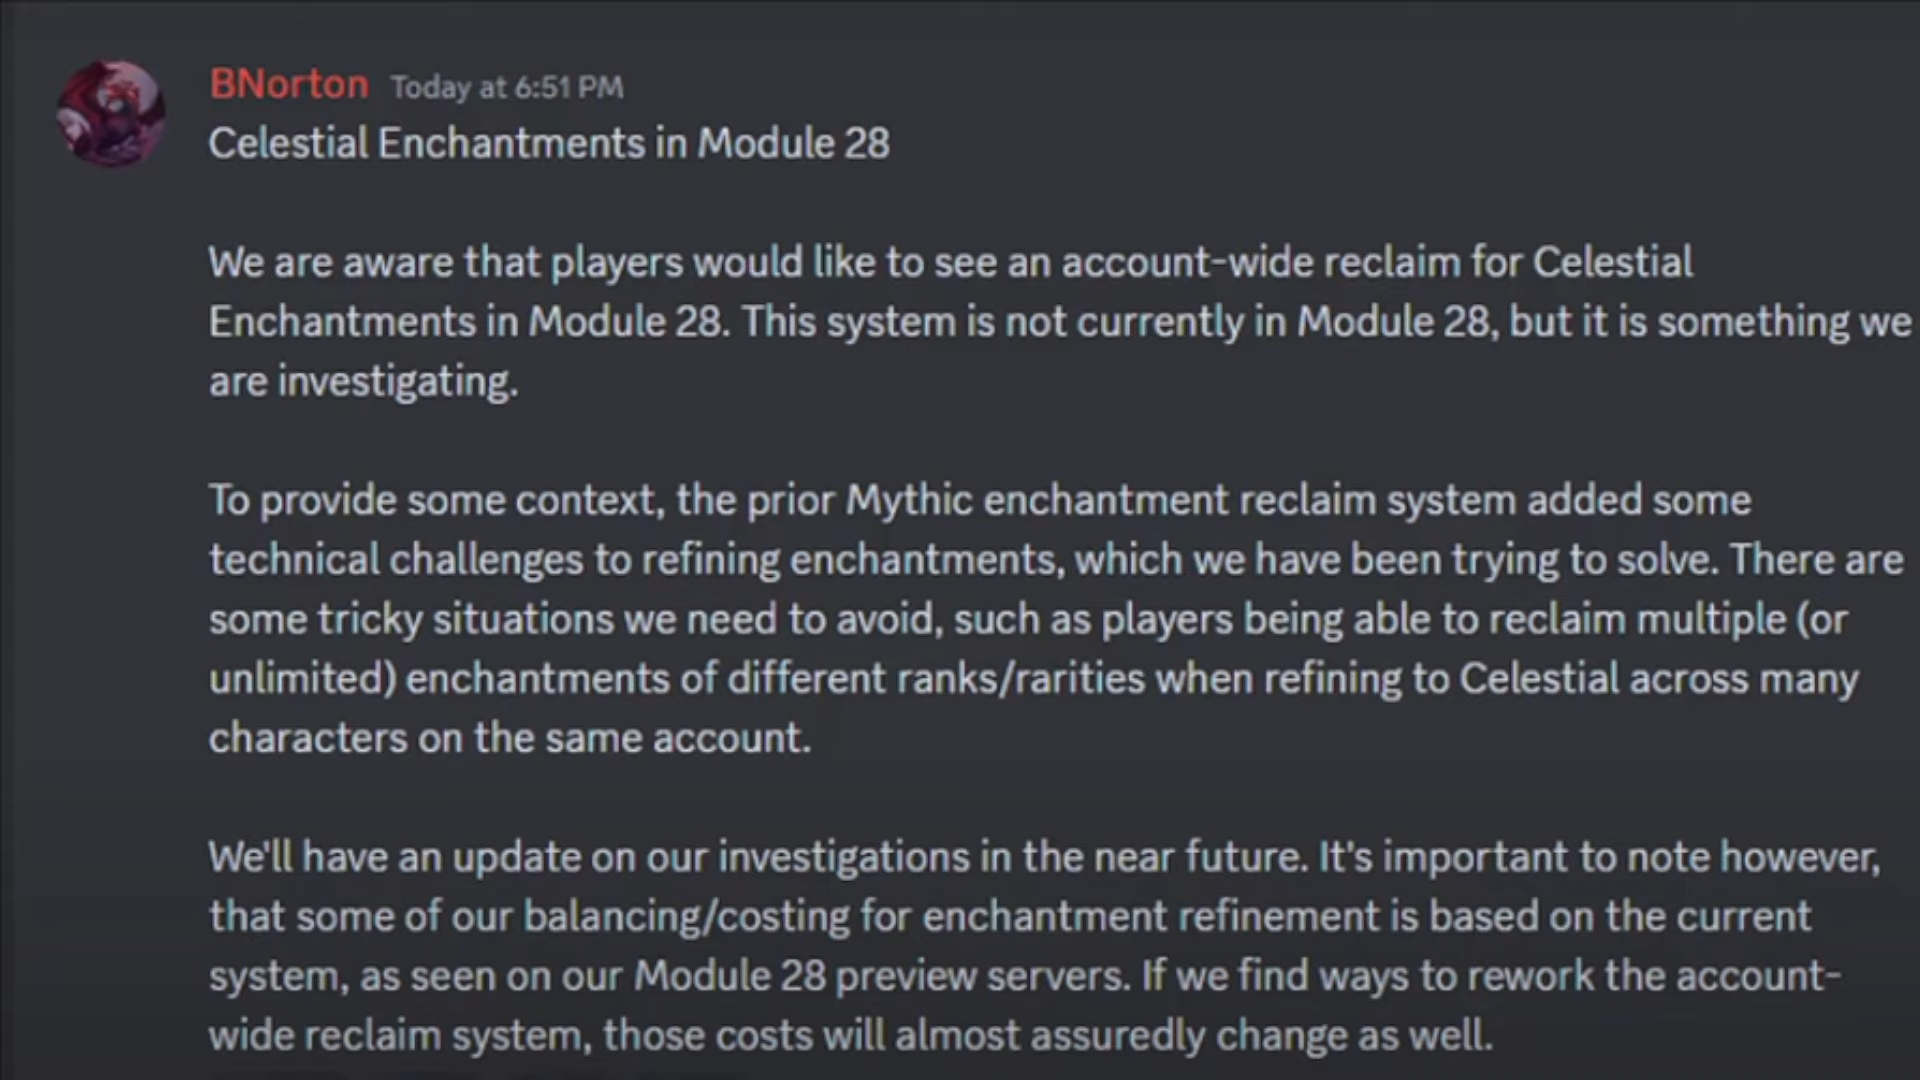 BNorton Today at 6:51 PM
Celestial Enchantments in Module 28
We are aware that players would like to see an account-wide reclaim for Celestial
Enchantments in Module 28. This system is not currently in Module 28, but it is something we
are investigating.
To provide some context, the prior Mythic enchantment reclaim system added some
technical challenges to refining enchantments, which we have been trying to solve. There are
some tricky situations we need to avoid, such as players being able to reclaim multiple (or
unlimited) enchantments of different ranks/rarities when refining to Celestial across many
characters on the same account.
We'll have an update on our investigations in the near future. It's important to note however,
that some of our balancing/costing for enchantment refinement is based on the current
system, as seen on our Module 28 preview servers. If we find ways to rework the account-
wide reclaim system, those costs will almost assuredly change as well.